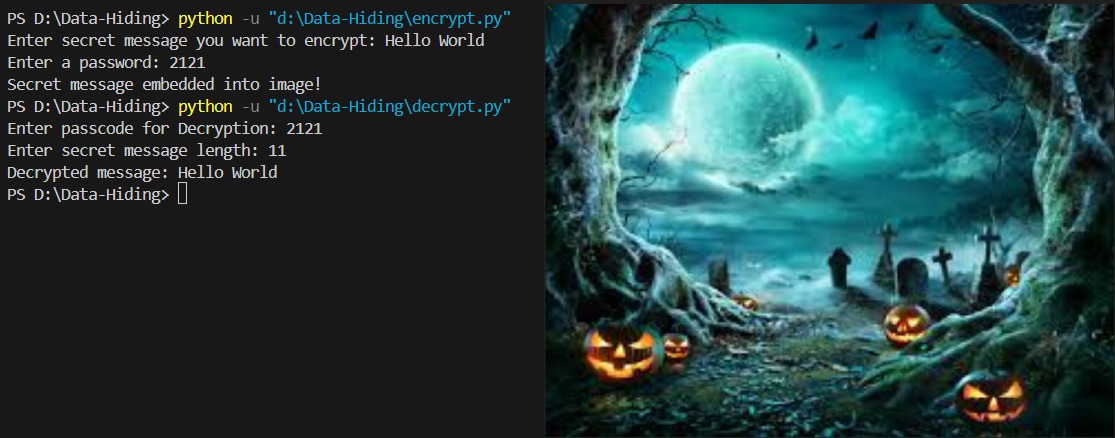 PS D:\Data-Hiding> python -u "d:\Data-Hiding\encrypt.py"
Enter secret message you want to encrypt: Hello World
Enter a password: 2121
Secret message embedded into image!
PS D:\Data-Hiding> python -u "d:\Data-Hiding\decrypt.py"
Enter passcode for Decryption: 2121
Enter secret message length: 11
Decrypted message: Hello World
PS D:\Data-Hiding>